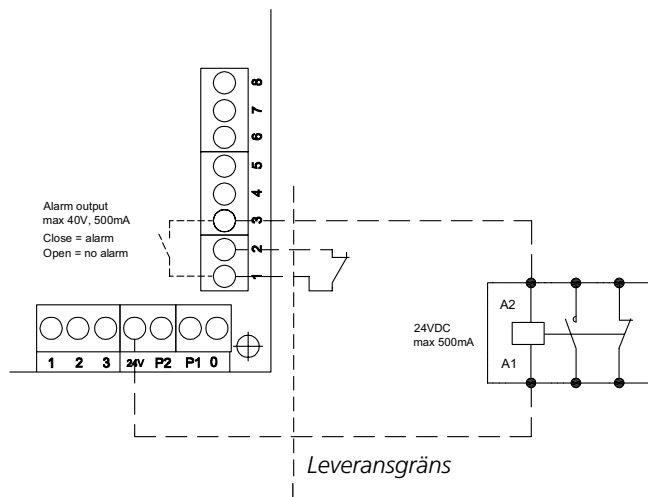 8
7
6
5
4
3
2
1
Alarm output
max 40V, 500mA
Close = alarm
Open = no alarm
1 2 3 24V P2 P1 0
24VDC
max 500mA
A2
A1
Leveransgräns